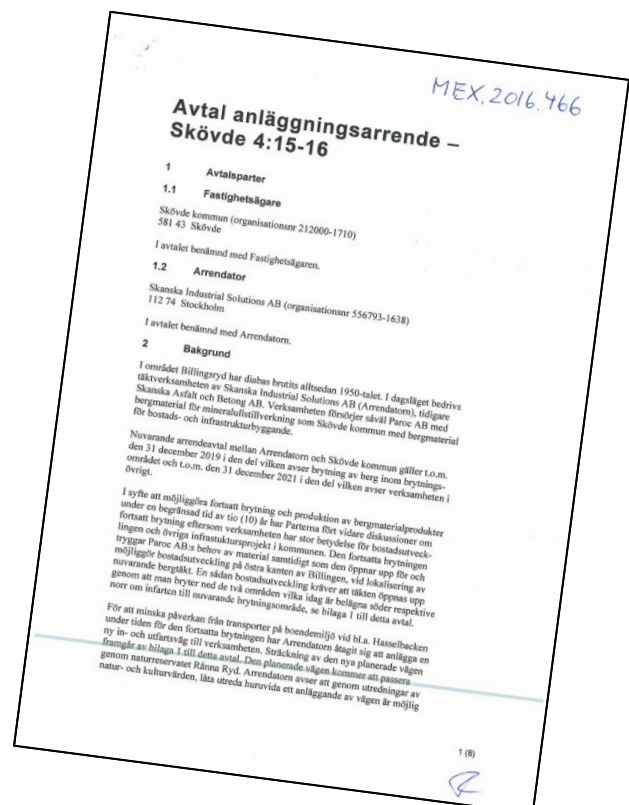 MEX.2016.466
Avtal anläggningsarrende –
Skövde 4:15-16
1 Avtalsparter
1.1 Fastighetsägare
Skövde kommun (organisationsnr 212000-1710)
581 43 Skövde
I avtalet benämnd med Fastighetsägaren.
1.2 Arrendator
Skanska Industrial Solutions AB (organisationsnr 556793-1638)
112 74 Stockholm
I avtalet benämnd med Arrendatorn.
2 Bakgrund
I området Billingsryd har diabas brutits alltsedan 1950-talet. I dagsläget bedrivs
täktverksamheten av Skanska Industrial Solutions AB (Arrendatorn), tidigare
Skanska Asfalt och Betong AB. Verksamheten försörjer såväl Paroc AB med
bergmaterial för mineralullstillverkning som Skövde kommun med bergmaterial
för bostads- och infrastrukturbyggande.
Nuvarande arrendeavtal mellan Arrendatorn och Skövde kommun gäller t.o.m.
den 31 december 2019 i den del vilken avser brytning av berg inom brytnings-
området och t.o.m. den 31 december 2021 i den del vilken avser verksamheten i
övrigt.
I syfte att möjliggöra fortsatt brytning och produktion av bergmaterialprodukter
under en begränsad tid av tio (10) år har Parterna fört vidare diskussioner om
fortsatt brytning eftersom verksamheten har stor betydelse för bostadsutveck-
lingen och övriga infrastukturprojekt i kommunen. Den fortsatta brytningen
tryggar Paroc AB:s behov av material samtidigt som den öppnar upp för och
möjliggör bostadsutveckling på östra kanten av Billingen, vid lokalisering av
nuvarande bergtäkt. En sådan bostadsutveckling kräver att täkten öppnas upp
genom att man bryter ned de två områden vilka idag är belägna söder respektive
norr om infarten till nuvarande brytningsområde, se bilaga 1 till detta avtal.
För att minska påverkan från transporter på boendemiljö vid bl.a. Hasselbacken
under tiden för den fortsatta brytningen har Arrendatorn åtagit sig att anlägga en
ny in- och utfartsväg till verksamheten. Sträckning av den nya planerade vägen
framgår av bilaga 1 till detta avtal. Den planerade vägen kommer att passera
genom naturreservatet Rånna Ryd. Arrendatorn avser att genom utredningar av
natur- och kulturvärden, låta utreda huruvida ett anläggande av vägen är möjlig
1 (8)